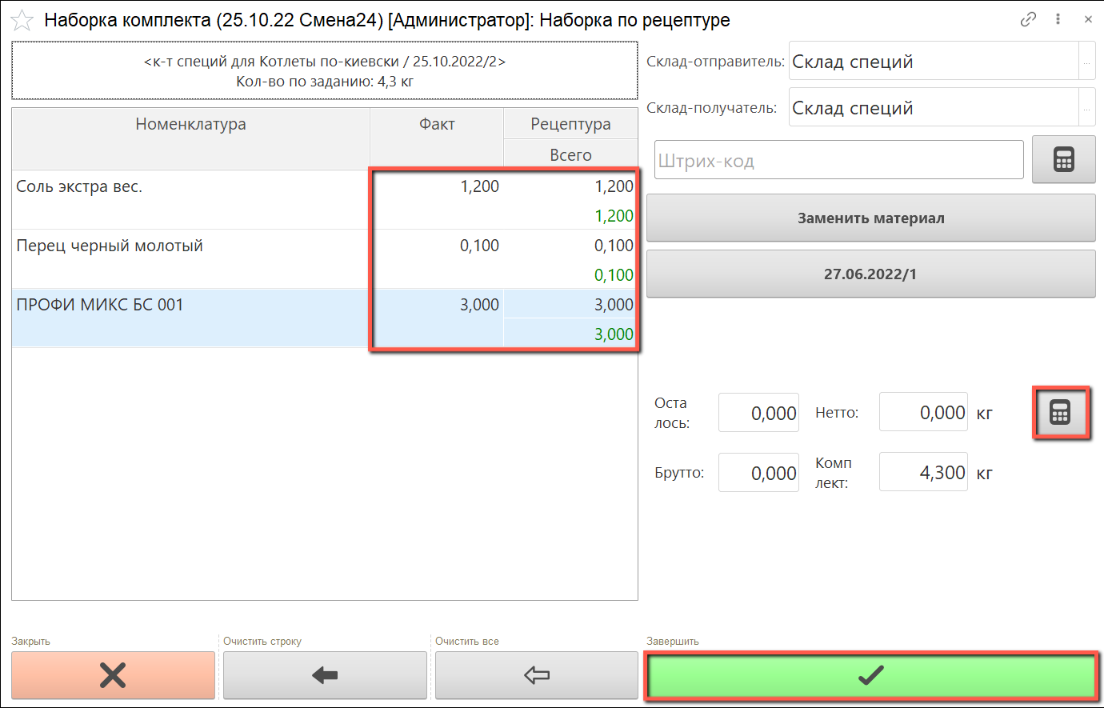 Наборка комплекта (25.10.22 Смена24) [Администратор]: Наборка по рецептуре
<к-т специй для Котлеты по-киевски / 25.10.2022/2>
Кол-во по заданию: 4,3 кг
Склад-отправитель: Склад специй ...
Склад-получатель: Склад специй ...
Номенклатура Факт Рецептура
Всего
Соль экстра вес. 1,200 1,200
1,200
Перец черный молотый 0,100 0,100
0,100
ПРОФИ МИКС БС 001 3,000 3,000
3,000
Штрих-код
Заменить материал
27.06.2022/1
Оста
лось: 0,000 Нетто: 0,000 кг
Брутто: 0,000 Комп
лект: 4,300 кг
Закрыть Очистить строку Очистить все Завершить